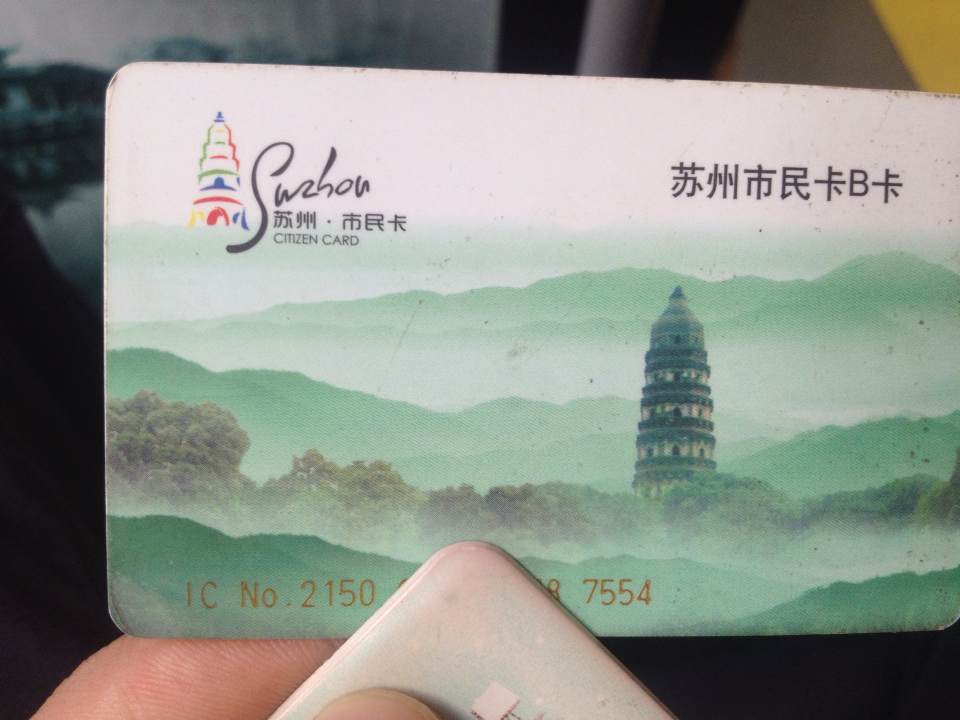 Suzhou
苏州·市民卡
CITIZEN CARD
苏州市民卡B卡
IC No.2150 8 7554